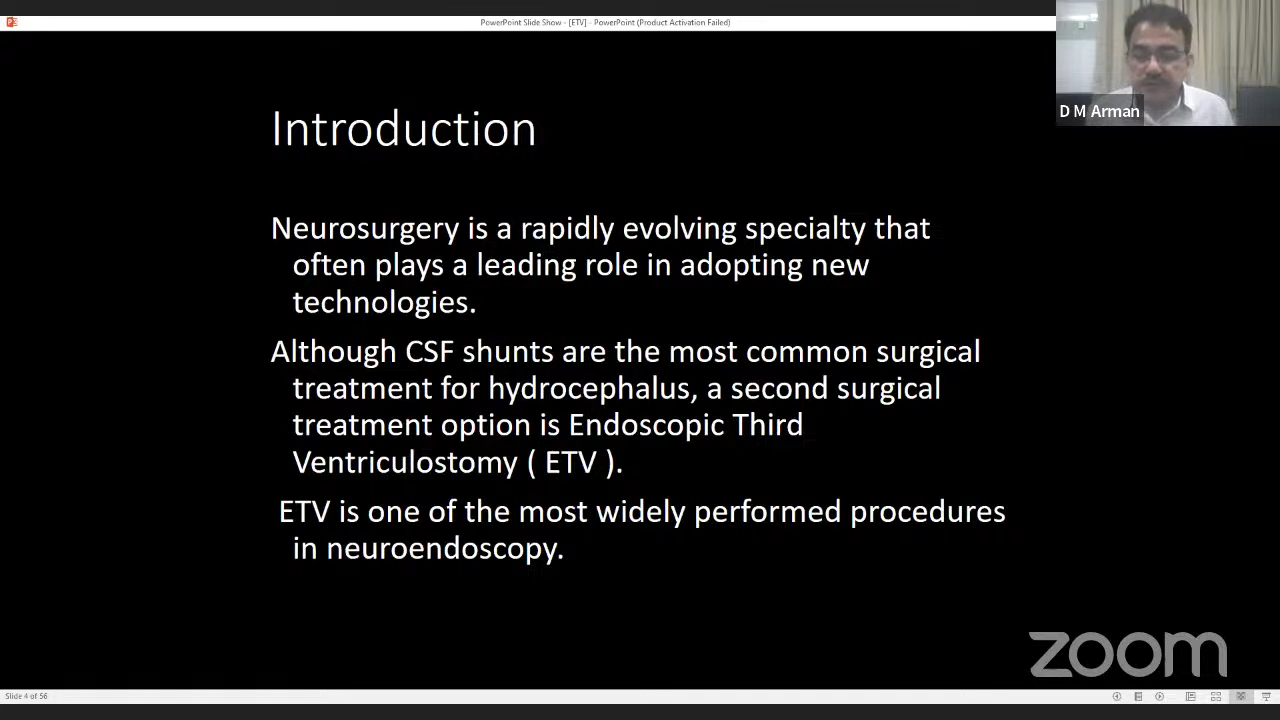 PowerPoint Slide Show - [ETV] - PowerPoint (Product Activation Failed)
D M Arman
Introduction
Neurosurgery is a rapidly evolving specialty that
often plays a leading role in adopting new
technologies.
Although CSF shunts are the most common surgical
treatment for hydrocephalus, a second surgical
treatment option is Endoscopic Third
Ventriculostomy ( ETV ).
ETV is one of the most widely performed procedures
in neuroendoscopy.
zoom
Slide 4 of 56